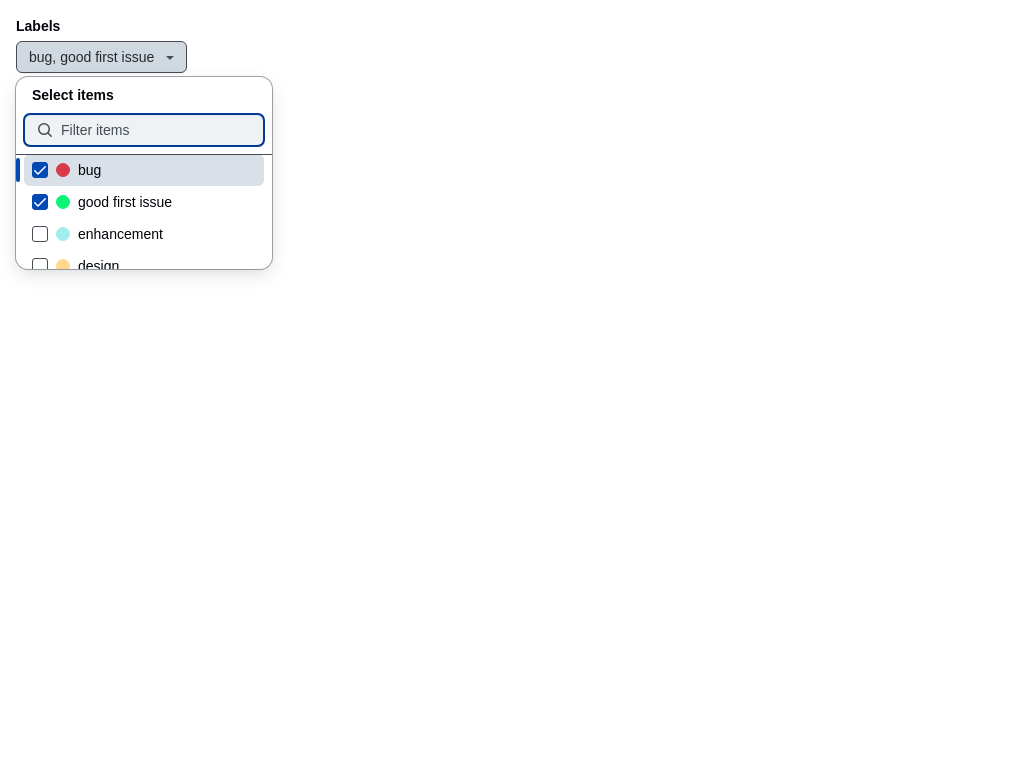 Labels
bug, good first issue
Select items
Filter items
bug
good first issue
enhancement
design